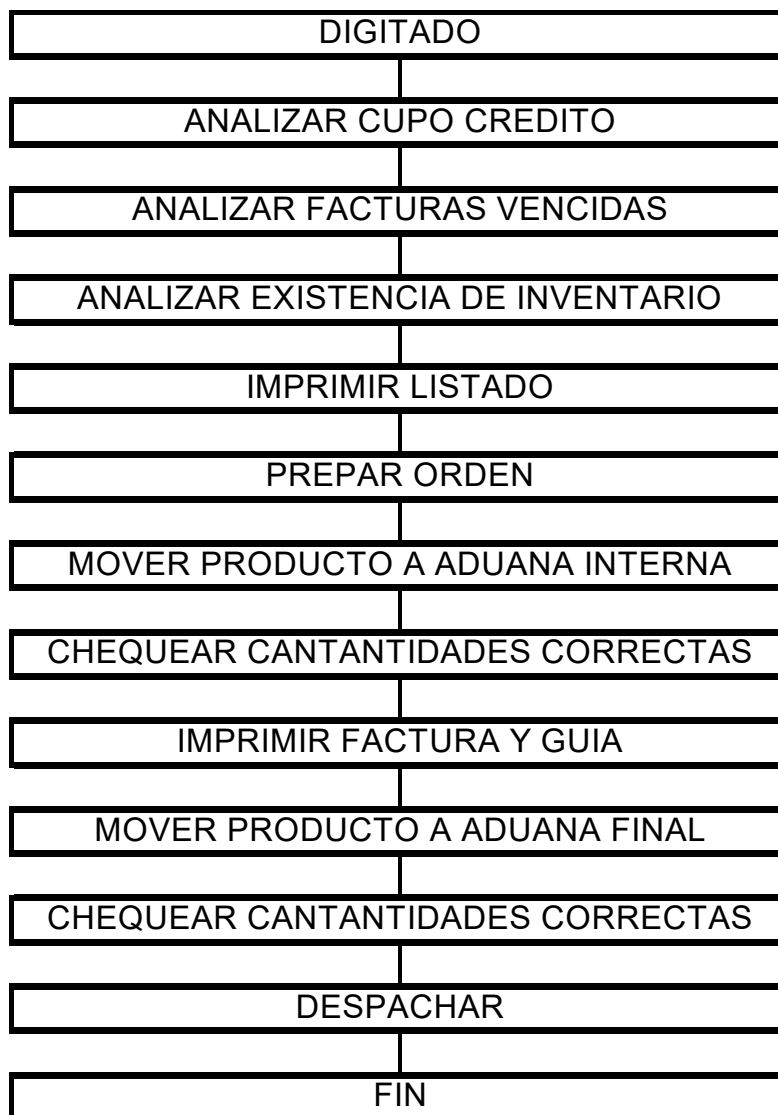 DIGITADO
ANALIZAR CUPO CREDITO
ANALIZAR FACTURAS VENCIDAS
ANALIZAR EXISTENCIA DE INVENTARIO
IMPRIMIR LISTADO
PREPAR ORDEN
MOVER PRODUCTO A ADUANA INTERNA
CHEQUEAR CANTANTIDADES CORRECTAS
IMPRIMIR FACTURA Y GUIA
MOVER PRODUCTO A ADUANA FINAL
CHEQUEAR CANTANTIDADES CORRECTAS
DESPACHAR
FIN